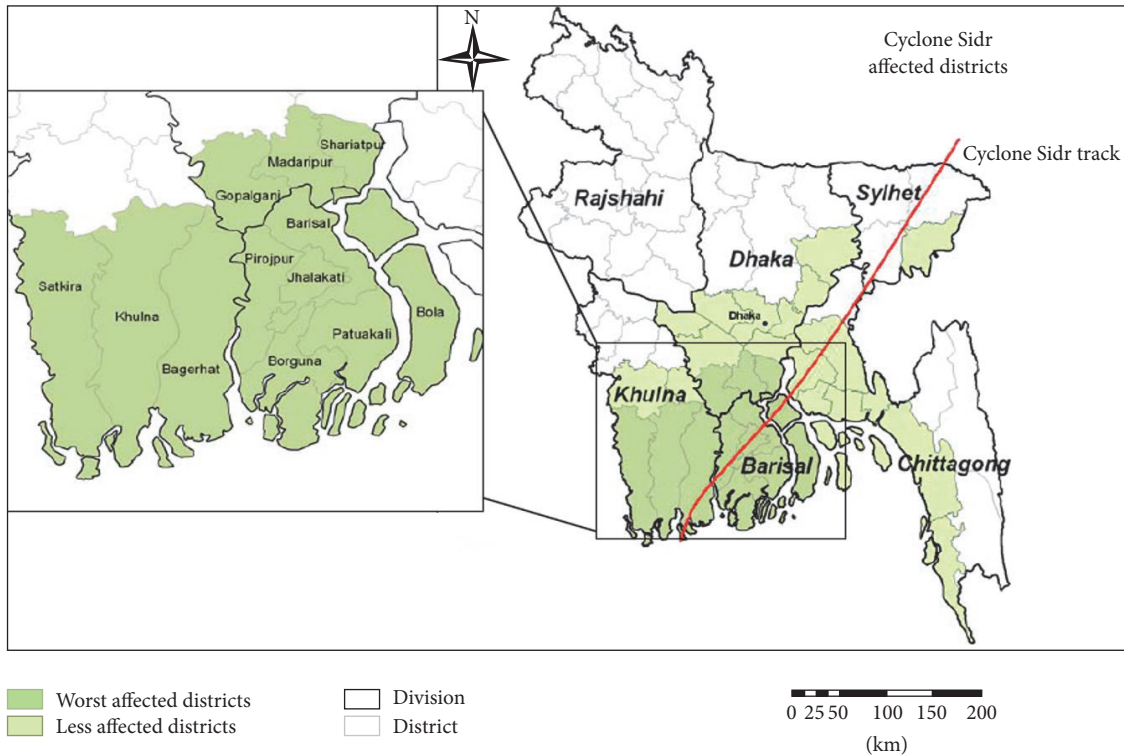 N
Cyclone Sidr
affected districts
Cyclone Sidr track
Shariatpur
Madaripur
Gopalganj
Barisal
Pirojpur
Jhalakati
Satkira
Khulna
Bola
Patuakali
Borguna
Bagerhat
Rajshahi
Sylhet
Dhaka
Dhaka
Khulna
Barisal
Chittagong
Worst affected districts
Less affected districts
Division
District
0 25 50 100 150 200
(km)